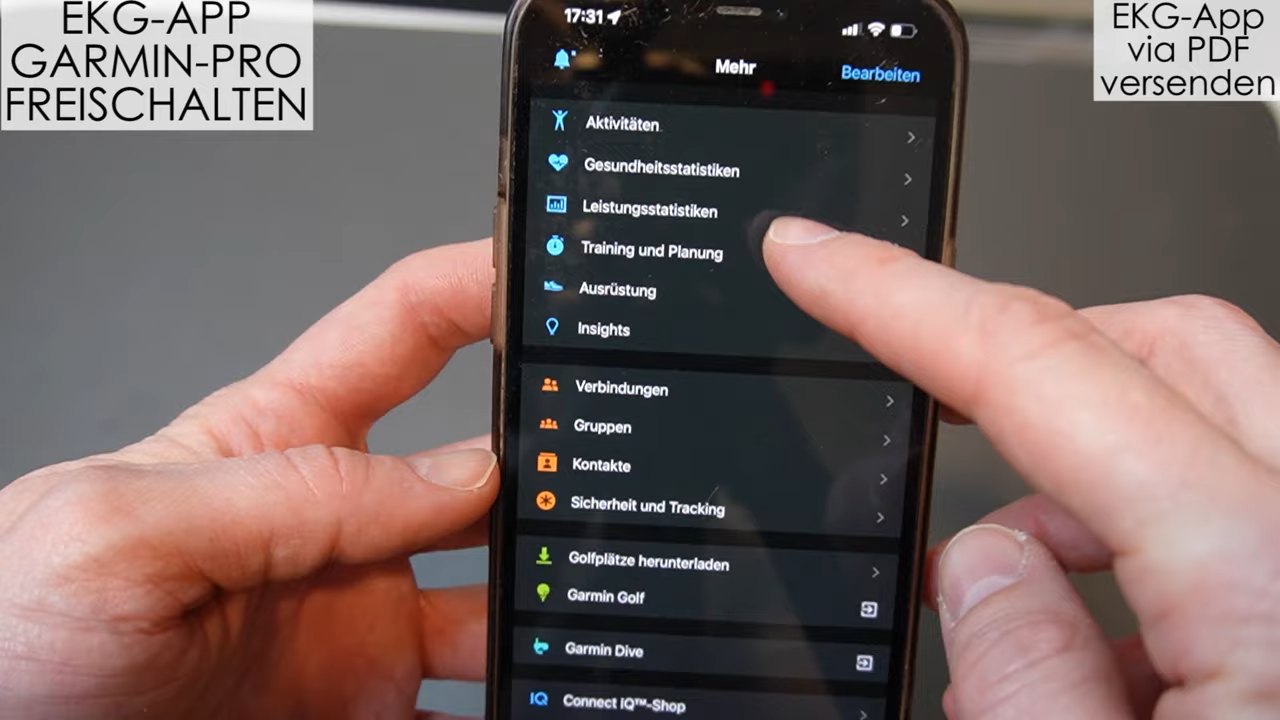 EKG-APP
GARMIN-PRO
FREISCHALTEN
EKG-App
via PDF
versenden
17:31
Mehr
Bearbeiten
Aktivitäten
Gesundheitsstatistiken
Leistungsstatistiken
Training und Planung
Ausrüstung
Insights
Verbindungen
Gruppen
Kontakte
Sicherheit und Tracking
Golfplätze herunterladen
Garmin Golf
Garmin Dive
IQ Connect IQ™-Shop